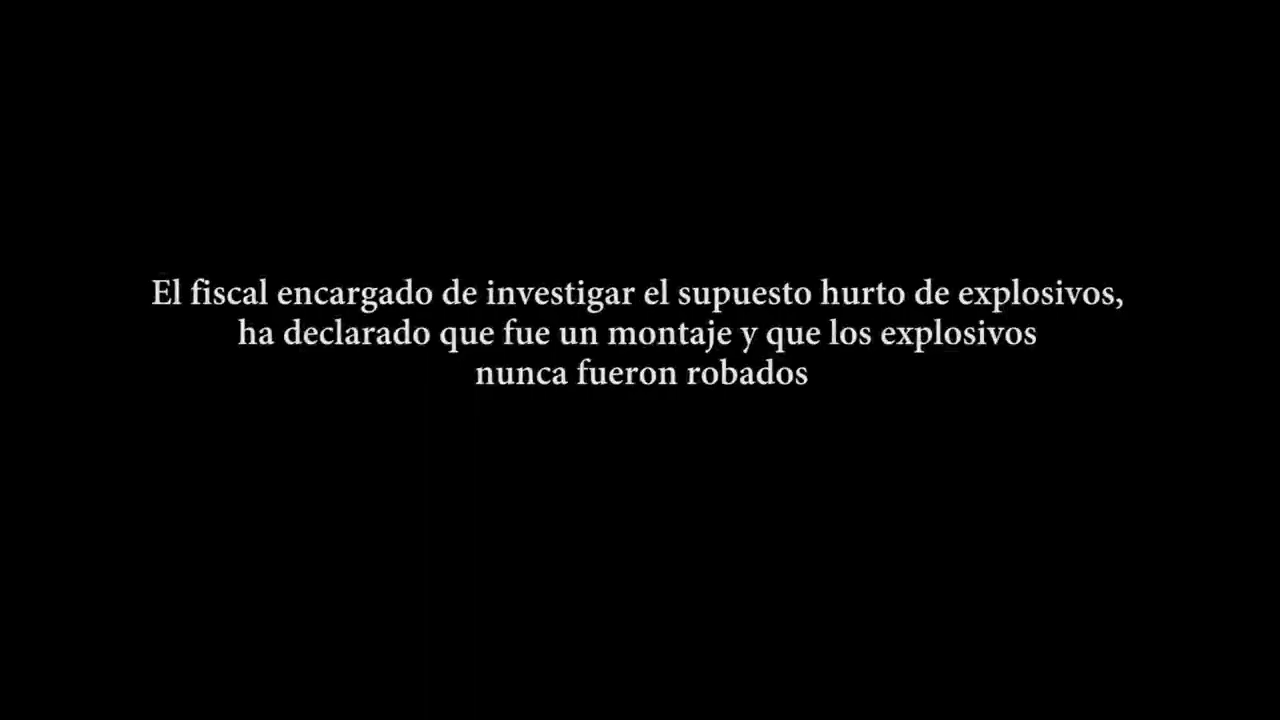 El fiscal encargado de investigar el supuesto hurto de explosivos,
ha declarado que fue un montaje y que los explosivos
nunca fueron robados